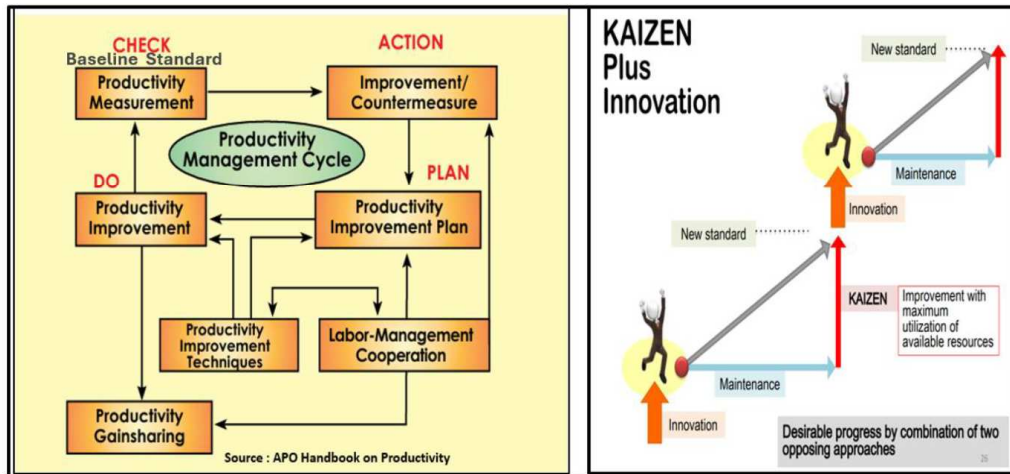 CHECK
Baseline Standard
Productivity
Measurement
ACTION
Improvement/
Countermeasure
Productivity
Management Cycle
DO
Productivity
Improvement
PLAN
Productivity
Improvement Plan
Productivity
Improvement
Techniques
Labor-Management
Cooperation
Productivity
Gainsharing
Source : APO Handbook on Productivity
KAIZEN
Plus
Innovation
New standard
Maintenance
Innovation
New standard
KAIZEN
Improvement with
maximum
utilization of
available resources
Maintenance
Innovation
Desirable progress by combination of two
opposing approaches
26